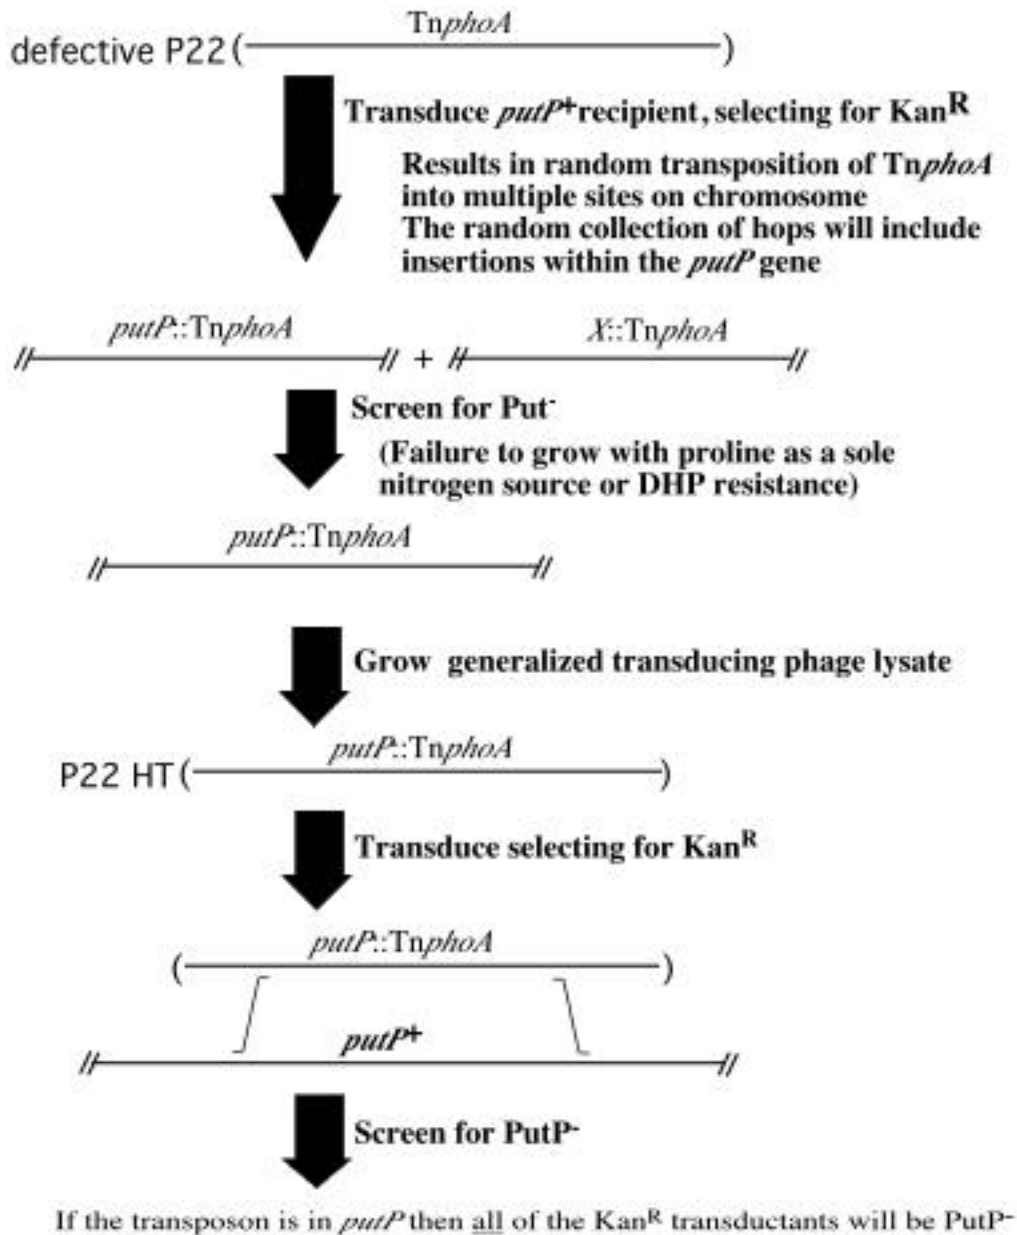 TnphoA
defective P22 ( )
Transduce putP+ recipient, selecting for KanR
Results in random transposition of TnphoA
into multiple sites on chromosome
The random collection of hops will include
insertions within the putP gene
putP::TnphoA X::TnphoA
// // + // //
Screen for Put-
(Failure to grow with proline as a sole
nitrogen source or DHP resistance)
putP::TnphoA
// //
Grow generalized transducing phage lysate
putP::TnphoA
P22 HT ( )
Transduce selecting for KanR
putP::TnphoA
( )
putP+
// //
Screen for PutP-
If the transposon is in putP then all of the KanR transductants will be PutP-